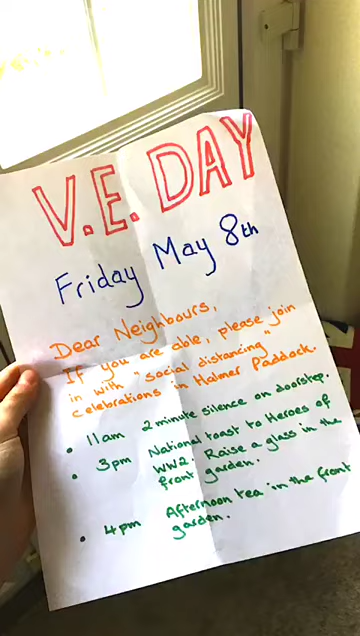 V.E. DAY
Friday May 8th
Dear Neighbours,
If you are able, please join
in with "social distancing"
celebrations in Halmer Paddock.
• 11am 2 minute silence on doorstep.
• 3pm National toast to Heroes of
WW2. Raise a glass in the
front garden.
• 4pm Afternoon tea in the front
garden.